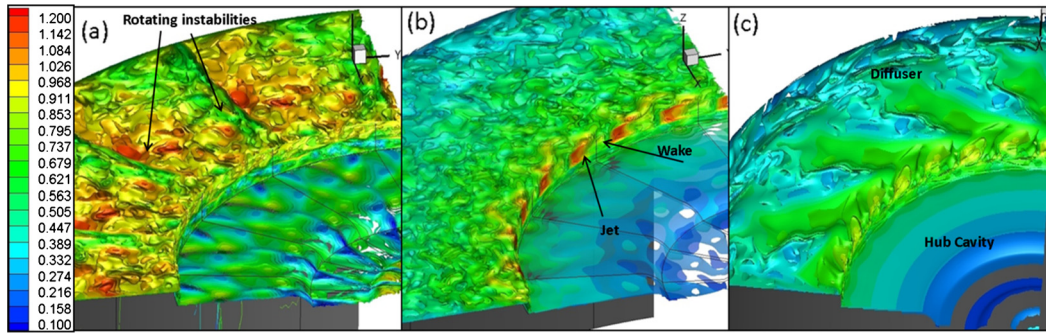 1.200
1.142
1.084
1.026
0.968
0.911
0.853
0.795
0.737
0.679
0.621
0.563
0.505
0.447
0.389
0.332
0.274
0.216
0.158
0.100
(a)
Rotating instabilities
Y
(b)
Z
Wake
Jet
(c)
Diffuser
Hub Cavity